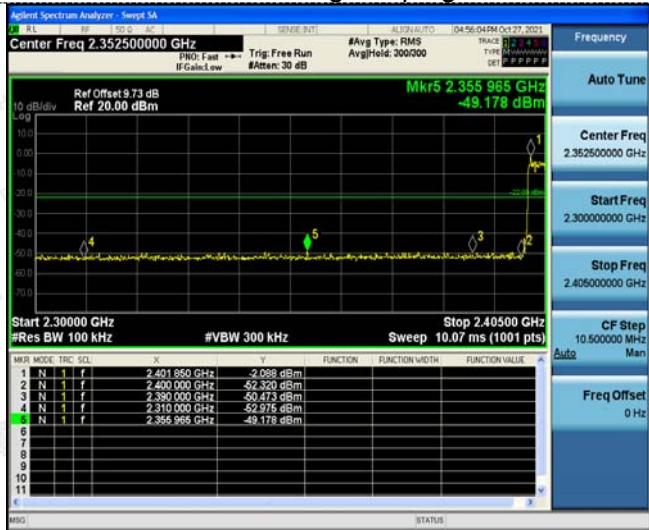 Agilent Spectrum Analyzer - Swept SA
RL RF 50 Ω AC SENSE:INT ALIGN AUTO 04:56:04 PM Oct 27, 2021
Center Freq 2.352500000 GHz
PNO: Fast Trig: Free Run
IFGain:Low #Atten: 30 dB
#Avg Type: RMS
Avg|Hold: 300/300
TRACE 1 2 3 4 5 6
TYPE
DET P P P P P P
Ref Offset 9.73 dB
10 dB/div Ref 20.00 dBm
Mkr5 2.355 965 GHz
-49.178 dBm
Log
10.0
0.00
-10.0
-20.0
-30.0
-40.0
-50.0
-60.0
-70.0
1
2
3
4
5
Start 2.30000 GHz Stop 2.40500 GHz
#Res BW 100 kHz #VBW 300 kHz Sweep 10.07 ms (1001 pts)
MKR MODE TRC SCL X Y FUNCTION FUNCTION WIDTH FUNCTION VALUE
1 N 1 f 2.401 850 GHz -2.088 dBm
2 N 1 f 2.400 000 GHz -52.320 dBm
3 N 1 f 2.390 000 GHz -50.473 dBm
4 N 1 f 2.310 000 GHz -52.975 dBm
5 N 1 f 2.355 965 GHz -49.178 dBm
6
7
8
9
10
11
MSG STATUS
Frequency
Auto Tune
Center Freq
2.352500000 GHz
Start Freq
2.300000000 GHz
Stop Freq
2.405000000 GHz
CF Step
10.500000 MHz
Auto Man
Freq Offset
0 Hz